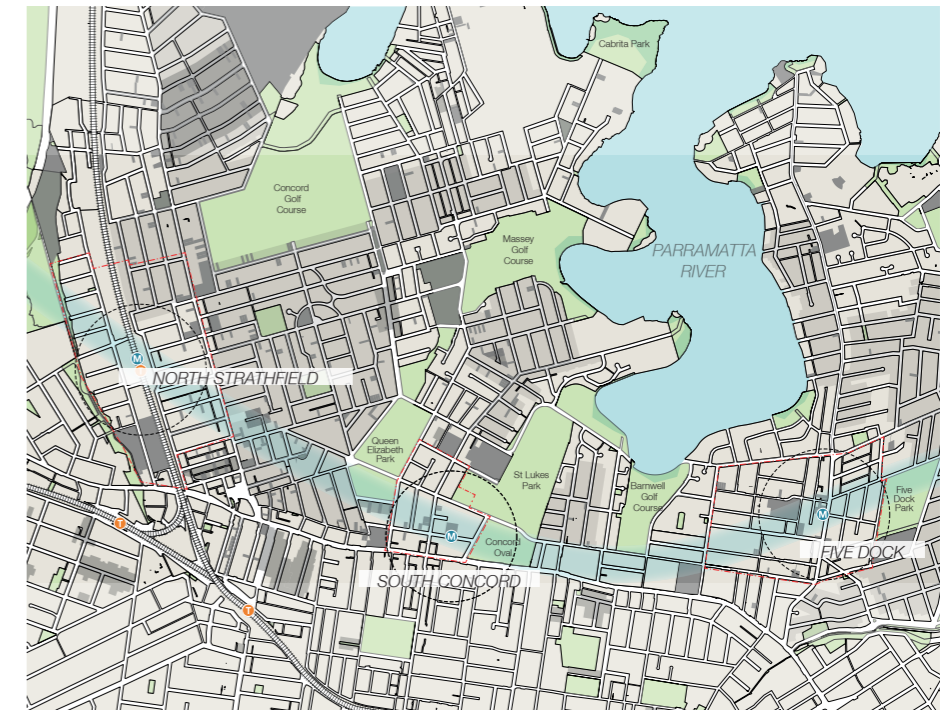 Cabrita Park
Concord
Golf
Course
Massey
Golf
Course
PARRAMATTA
RIVER
M
NORTH STRATHFIELD
Queen
Elizabeth
Park
St Lukes
Park
Barnwell
Golf
Course
Five
Dock
Park
M
T
M
Concord
Oval
FIVE DOCK
SOUTH CONCORD
T